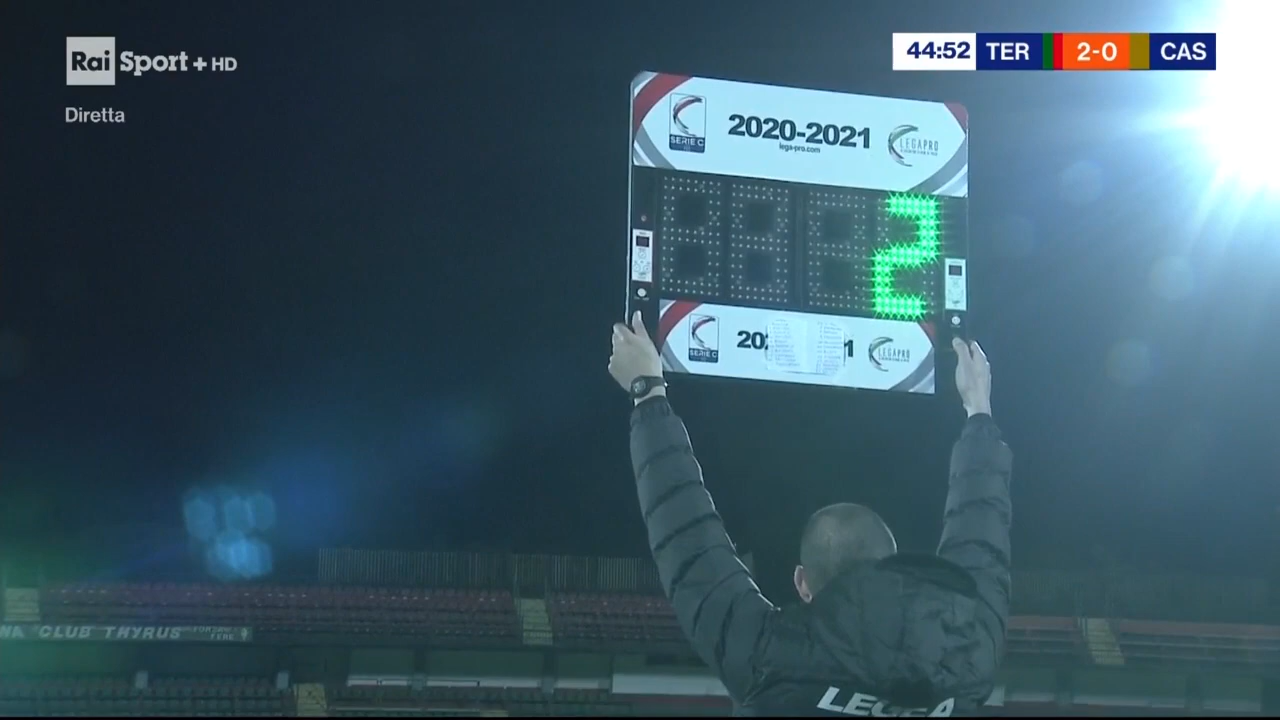 Rai Sport + HD
Diretta
44:52 TER 2-0 CAS
SERIE C
2020-2021
lega-pro.com
LEGAPRO
2
SERIE C
LEGAPRO
CLUB THYRUS